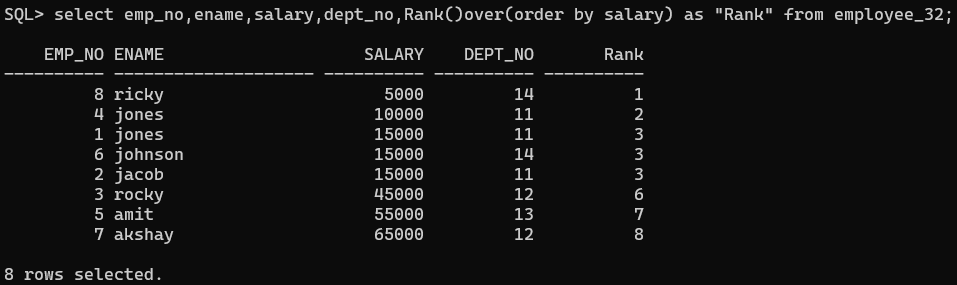 SQL> select emp_no,ename,salary,dept_no,Rank()over(order by salary) as "Rank" from employee_32;
    EMP_NO ENAME                    SALARY    DEPT_NO       Rank
---------- -------------------- ---------- ---------- ----------
         8 ricky                      5000         14          1
         4 jones                     10000         11          2
         1 jones                     15000         11          3
         6 johnson                   15000         14          3
         2 jacob                     15000         11          3
         3 rocky                     45000         12          6
         5 amit                      55000         13          7
         7 akshay                    65000         12          8
8 rows selected.